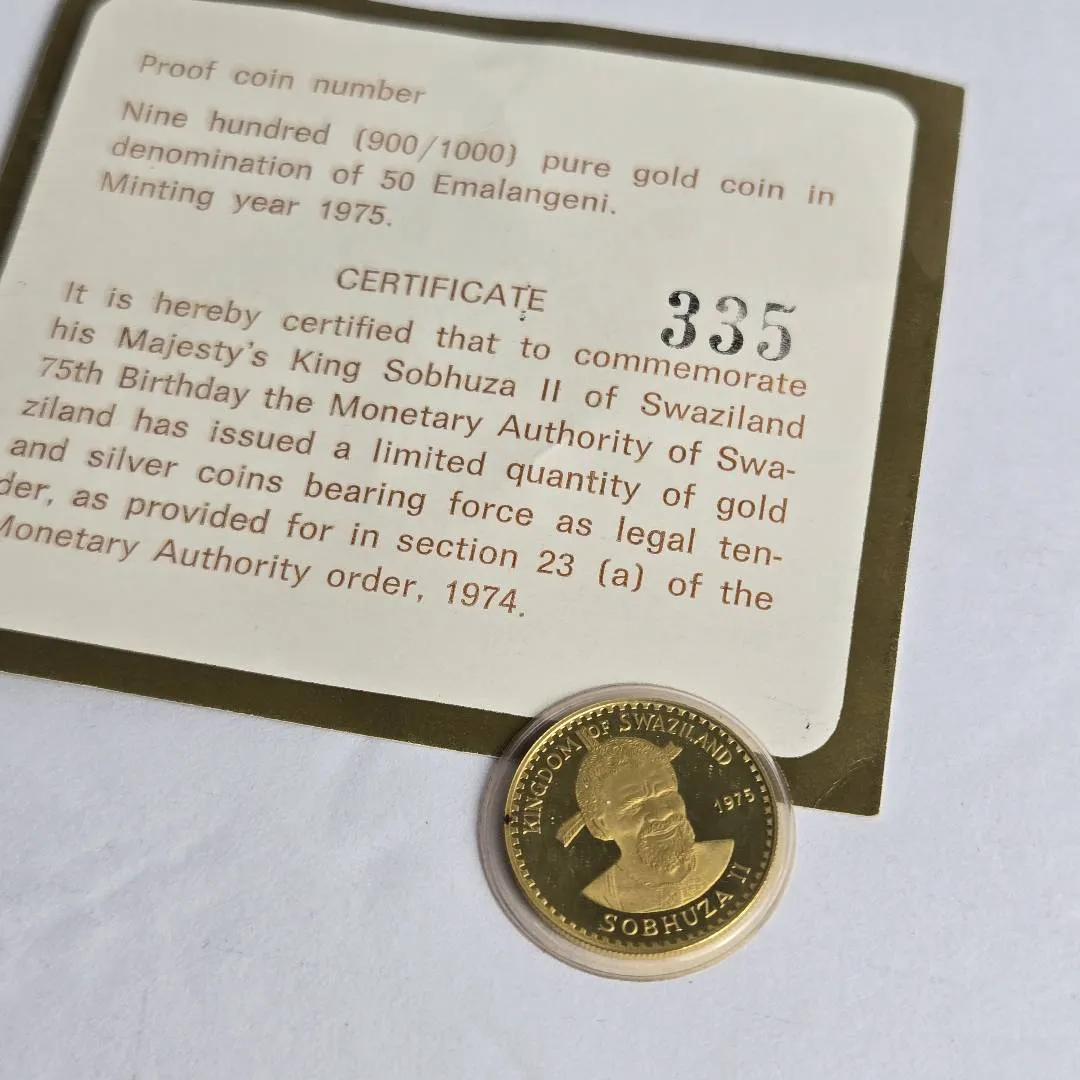 Proof coin number
Nine hundred (900/1000) pure gold coin in
denomination of 50 Emalangeni.
Minting year 1975.
CERTIFICATE
335
It is hereby certified that to commemorate
his Majesty's King Sobhuza II of Swaziland
75th Birthday the Monetary Authority of Swa-
ziland has issued a limited quantity of gold
and silver coins bearing force as legal ten-
der, as provided for in section 23 (a) of the
Monetary Authority order, 1974.
KINGDOM OF SWAZILAND
1975
SOBHUZA II